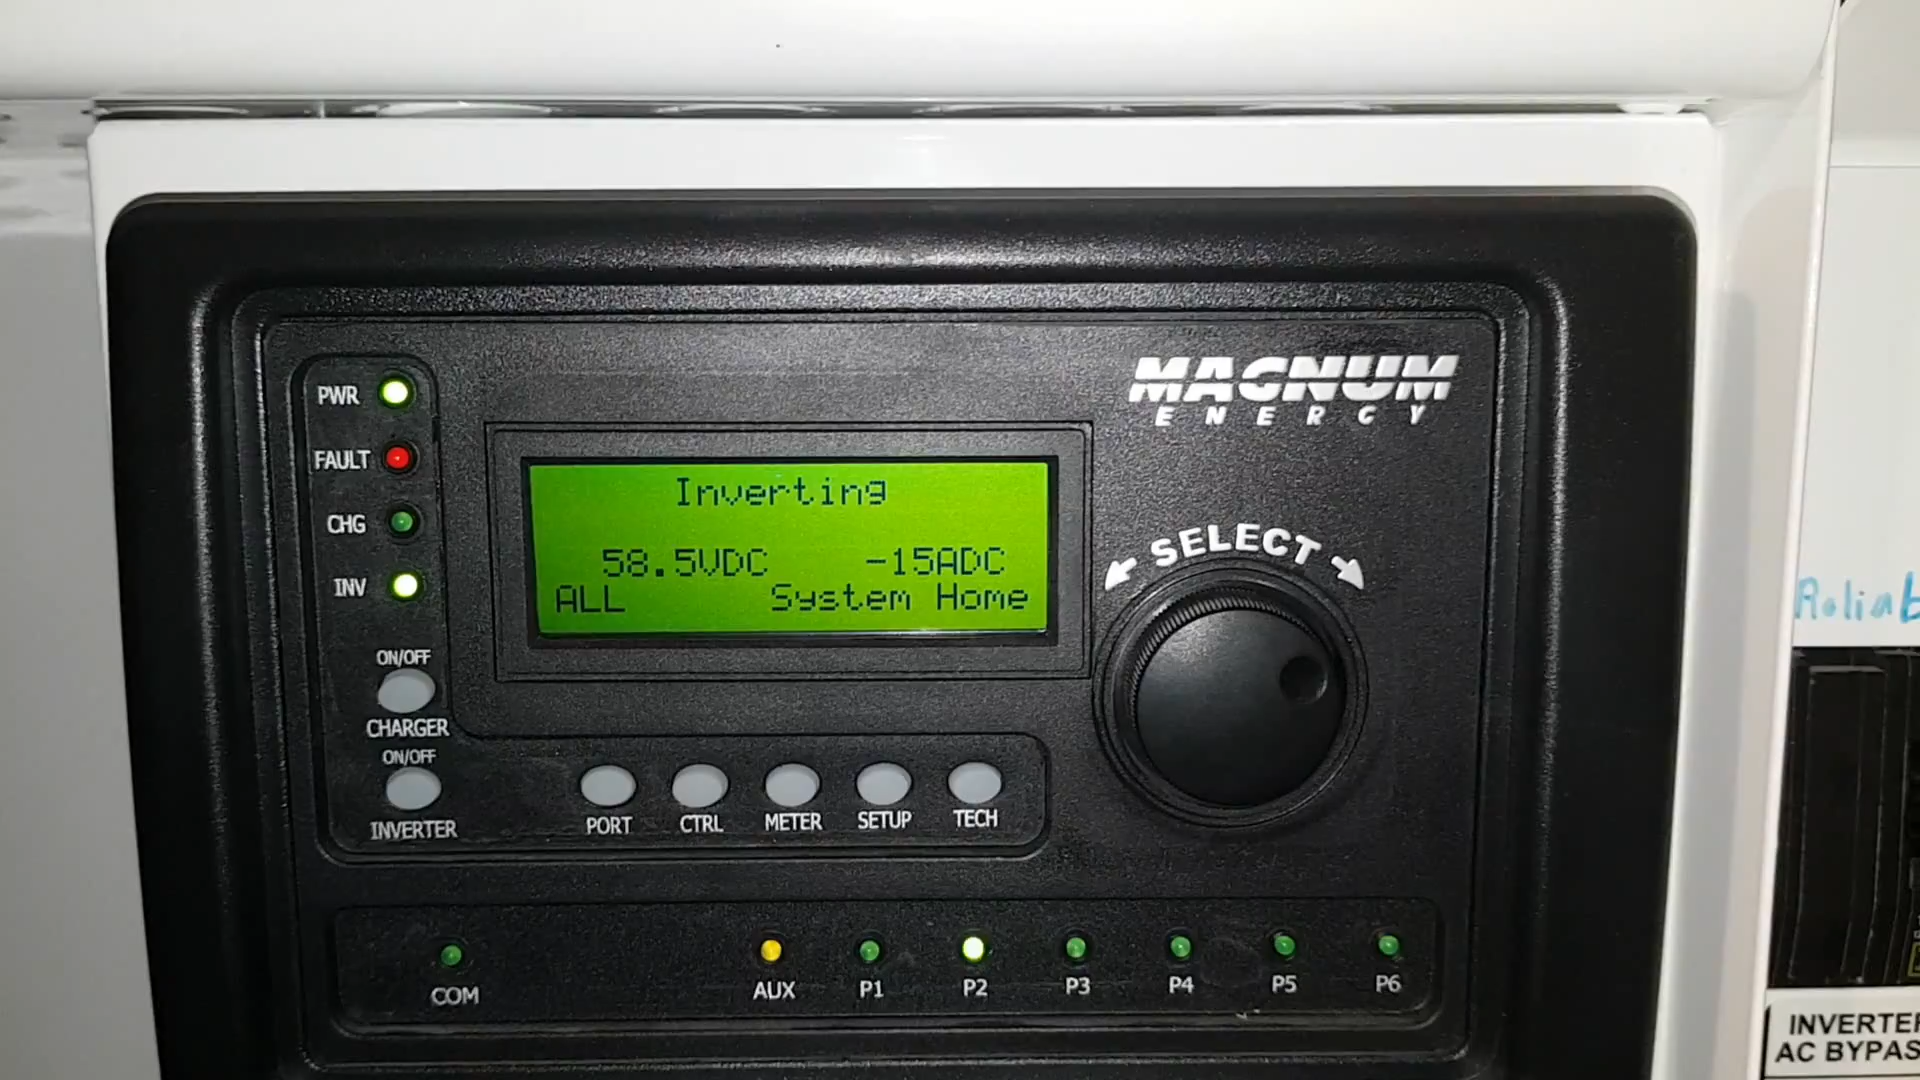 MAGNUM
ENERGY
PWR
FAULT
CHG
INV
Inverting
58.5VDC -15ADC
ALL System Home
SELECT
ON/OFF
CHARGER
ON/OFF
INVERTER
PORT CTRL METER SETUP TECH
COM AUX P1 P2 P3 P4 P5 P6
INVERTER
AC BYPAS